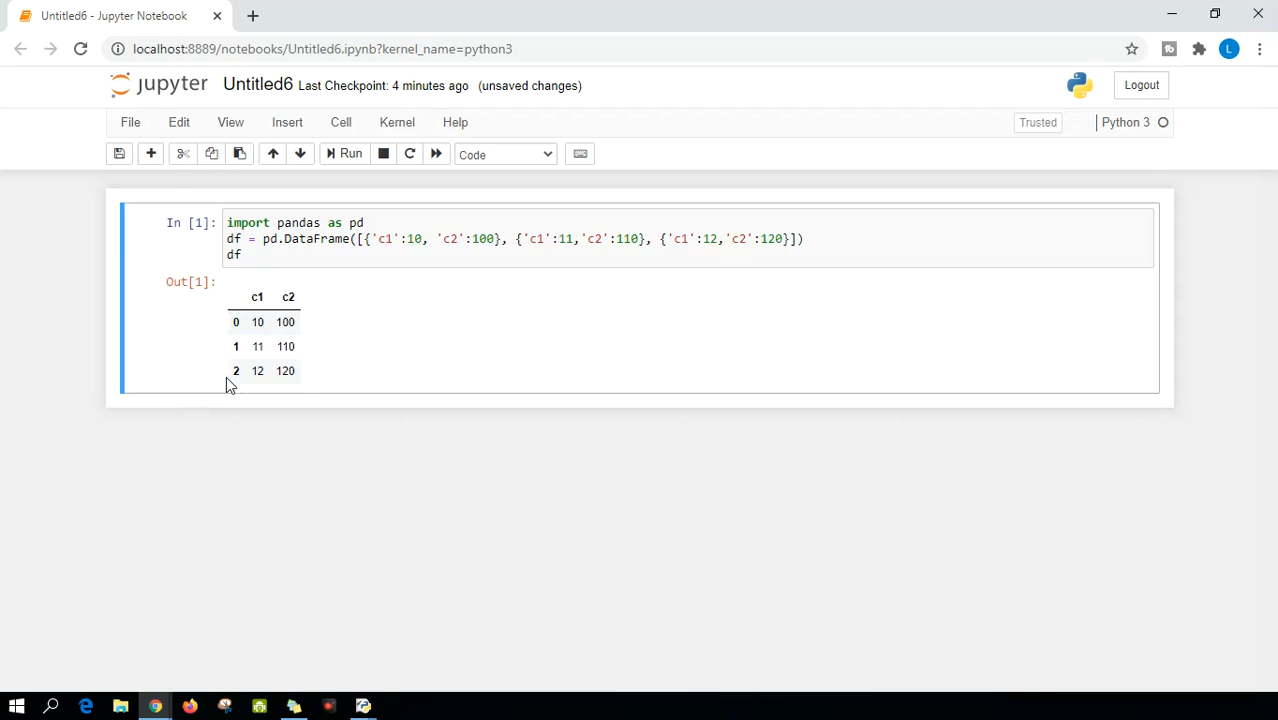 Untitled6 - Jupyter Notebook
localhost:8889/notebooks/Untitled6.ipynb?kernel_name=python3
L
jupyter Untitled6 Last Checkpoint: 4 minutes ago (unsaved changes) Logout
File Edit View Insert Cell Kernel Help Trusted Python 3
Run Code
In [1]: import pandas as pd
df = pd.DataFrame([{'c1':10, 'c2':100}, {'c1':11,'c2':110}, {'c1':12,'c2':120}])
df
Out[1]:
c1 c2
0 10 100
1 11 110
2 12 120